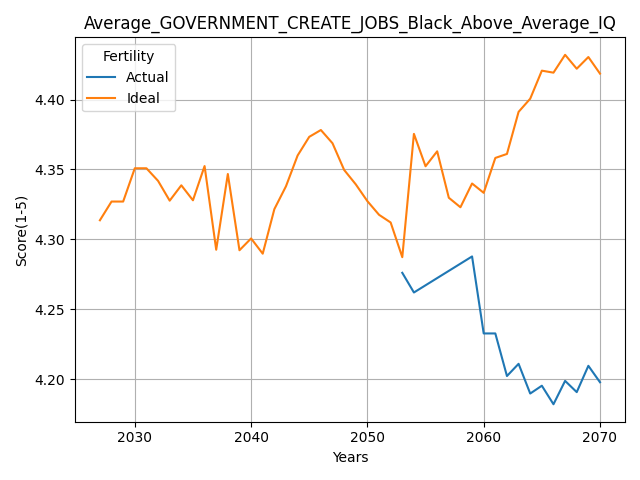 Average_GOVERNMENT_CREATE_JOBS_Black_Above_Average_IQ
Fertility
Actual
Ideal
Score(1-5)
4.40
4.35
4.30
4.25
4.20
2030 2040 2050 2060 2070
Years